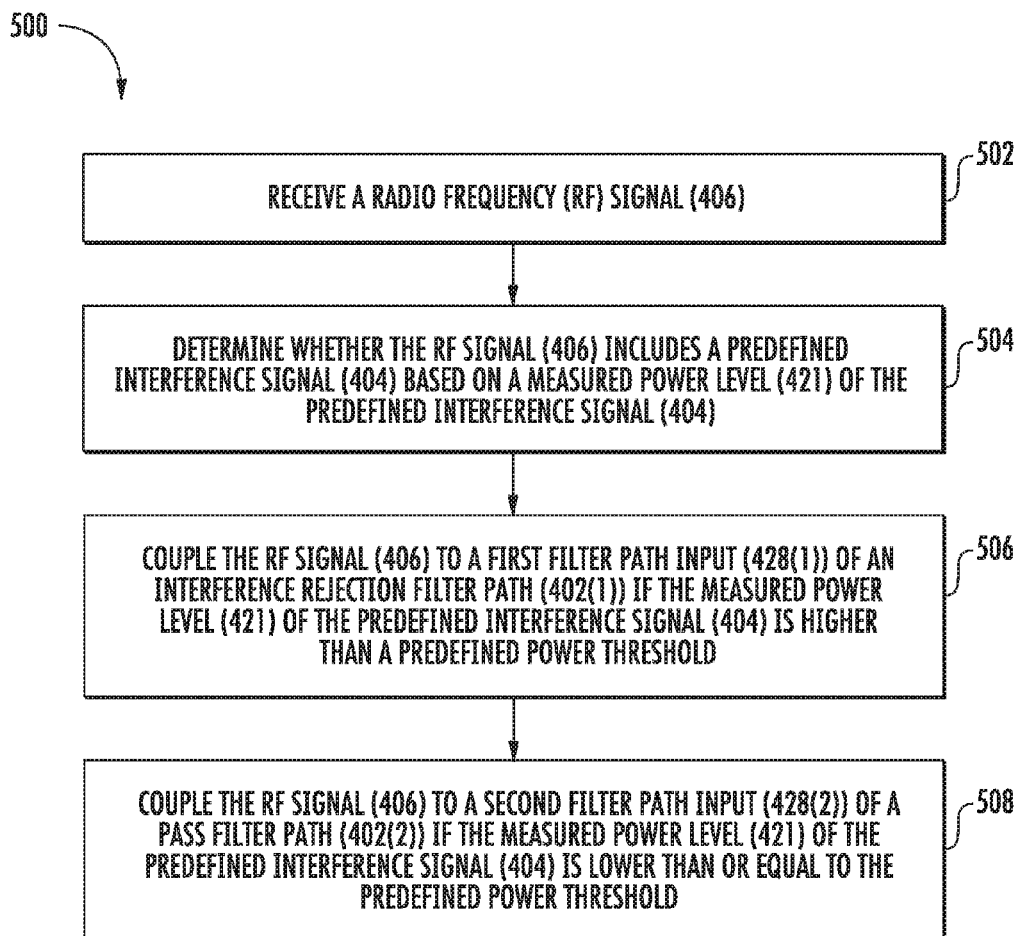 500
502
RECEIVE A RADIO FREQUENCY (RF) SIGNAL (406)
504
DETERMINE WHETHER THE RF SIGNAL (406) INCLUDES A PREDEFINED
INTERFERENCE SIGNAL (404) BASED ON A MEASURED POWER LEVEL (421) OF THE
PREDEFINED INTERFERENCE SIGNAL (404)
506
COUPLE THE RF SIGNAL (406) TO A FIRST FILTER PATH INPUT (428(1)) OF AN
INTERFERENCE REJECTION FILTER PATH (402(1)) IF THE MEASURED POWER
LEVEL (421) OF THE PREDEFINED INTERFERENCE SIGNAL (404) IS HIGHER
THAN A PREDEFINED POWER THRESHOLD
508
COUPLE THE RF SIGNAL (406) TO A SECOND FILTER PATH INPUT (428(2)) OF A
PASS FILTER PATH (402(2)) IF THE MEASURED POWER LEVEL (421) OF THE
PREDEFINED INTERFERENCE SIGNAL (404) IS LOWER THAN OR EQUAL TO THE
PREDEFINED POWER THRESHOLD